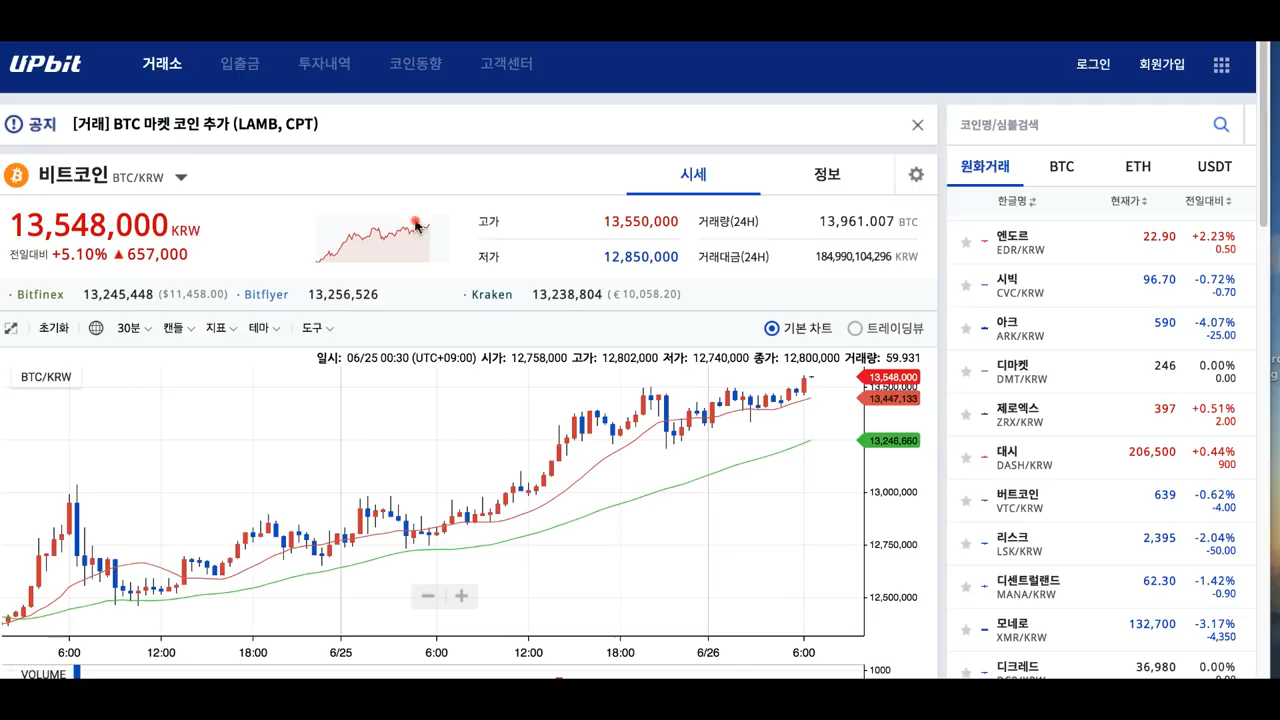 UPbit
거래소 입출금 투자내역 코인동향 고객센터 로그인 회원가입
공지 [거래] BTC 마켓 코인 추가 (LAMB, CPT)
비트코인 BTC/KRW 시세 정보
13,548,000 KRW
전일대비 +5.10% ▲ 657,000
고가 13,550,000 거래량(24H) 13,961.007 BTC
저가 12,850,000 거래대금(24H) 184,990,104,296 KRW
· Bitfinex 13,245,448 ($11,458.00) · Bitflyer 13,256,526 · Kraken 13,238,804 (€ 10,058.20)
초기화 30분 캔들 지표 테마 도구 기본 차트 트레이딩뷰
일시: 06/25 00:30 (UTC+09:00) 시가: 12,758,000 고가: 12,802,000 저가: 12,740,000 종가: 12,800,000 거래량: 59.931
BTC/KRW
13,548,000
13,500,000
13,447,133
13,246,660
13,000,000
12,750,000
12,500,000
6:00 12:00 18:00 6/25 6:00 12:00 18:00 6/26 6:00
VOLUME 1000
코인명/심볼검색
원화거래 BTC ETH USDT
한글명 현재가 전일대비
엔도르 22.90 +2.23%
EDR/KRW 0.50
시빅 96.70 -0.72%
CVC/KRW -0.70
아크 590 -4.07%
ARK/KRW -25.00
디마켓 246 0.00%
DMT/KRW 0.00
제로엑스 397 +0.51%
ZRX/KRW 2.00
대시 206,500 +0.44%
DASH/KRW 900
버트코인 639 -0.62%
VTC/KRW -4.00
리스크 2,395 -2.04%
LSK/KRW -50.00
디센트럴랜드 62.30 -1.42%
MANA/KRW -0.90
모네로 132,700 -3.17%
XMR/KRW -4,350
디크레드 36,980 0.00%